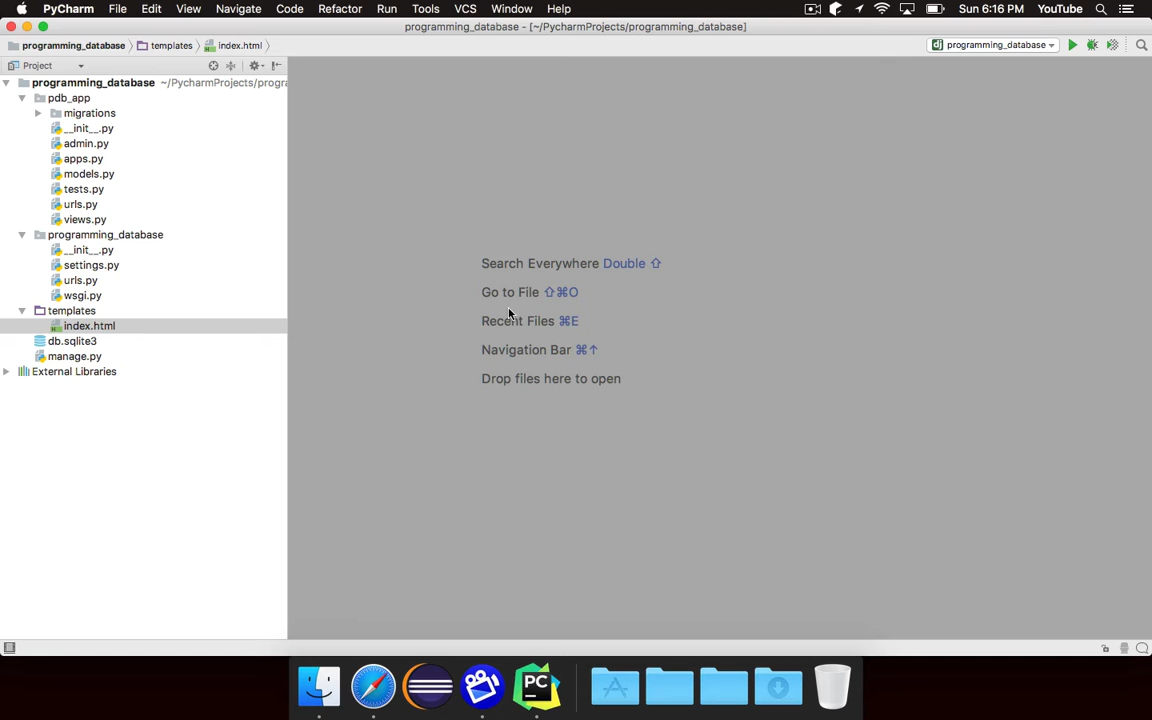 PyCharm File Edit View Navigate Code Refactor Run Tools VCS Window Help Sun 6:16 PM YouTube
programming_database - [~/PycharmProjects/programming_database]
programming_database templates index.html programming_database
Project
programming_database ~/PycharmProjects/progra
pdb_app
migrations
__init__.py
admin.py
apps.py
models.py
tests.py
urls.py
views.py
programming_database
__init__.py
settings.py
urls.py
wsgi.py
templates
index.html
db.sqlite3
manage.py
External Libraries
Search Everywhere Double ⇧
Go to File ⇧⌘O
Recent Files ⌘E
Navigation Bar ⌘↑
Drop files here to open
PC